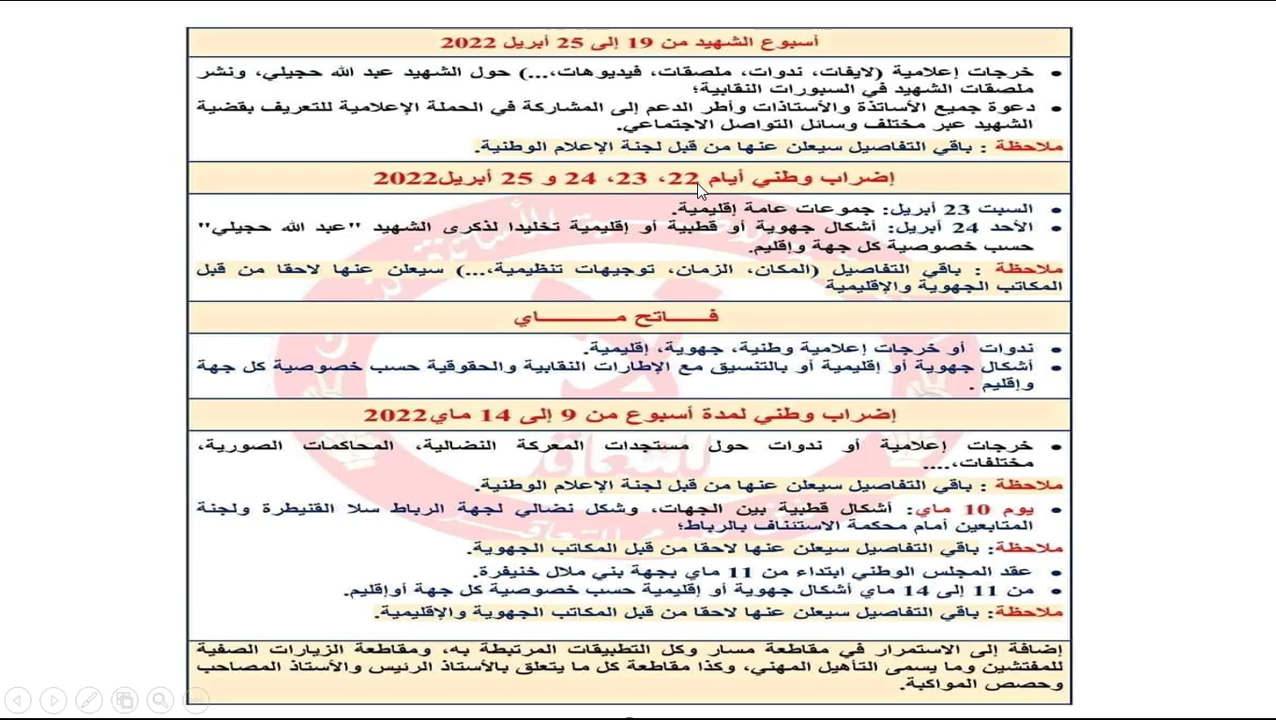 أسبوع الشهيد من 19 إلى 25 أبريل 2022
خرجات إعلامية (لايفات، ندوات، ملصقات، فيديوهات،...) حول الشهيد عبد الله حجيلي، ونشر
ملصقات الشهيد في السبورات النقابية؛
دعوة جميع الأساتذة والأستاذات وأطر الدعم إلى المشاركة في الحملة الإعلامية للتعريف بقضية
الشهيد عبر مختلف وسائل التواصل الاجتماعي.
ملاحظة : باقي التفاصيل سيعلن عنها من قبل لجنة الإعلام الوطنية.
إضراب وطني أيام 22، 23، 24 و 25 أبريل2022
السبت 23 أبريل: جموعات عامة إقليمية.
الأحد 24 أبريل: أشكال جهوية أو قطبية أو إقليمية تخليدا لذكرى الشهيد "عبد الله حجيلي"
حسب خصوصية كل جهة وإقليم.
ملاحظة : باقي التفاصيل (المكان، الزمان، توجيهات تنظيمية،...) سيعلن عنها لاحقا من قبل
المكاتب الجهوية والإقليمية
فـــــاتح مـــــــاي
ندوات أو خرجات إعلامية وطنية، جهوية، إقليمية.
أشكال جهوية أو إقليمية أو بالتنسيق مع الإطارات النقابية والحقوقية حسب خصوصية كل جهة
وإقليم .
إضراب وطني لمدة أسبوع من 9 إلى 14 ماي2022
خرجات إعلامية أو ندوات حول مستجدات المعركة النضالية، المحاكمات الصورية،
مختلفات،....
ملاحظة : باقي التفاصيل سيعلن عنها من قبل لجنة الإعلام الوطنية.
يوم 10 ماي: أشكال قطبية بين الجهات، وشكل نضالي لجهة الرباط سلا القنيطرة ولجنة
المتابعين أمام محكمة الاستئناف بالرباط؛
ملاحظة: باقي التفاصيل سيعلن عنها لاحقا من قبل المكاتب الجهوية.
عقد المجلس الوطني ابتداء من 11 ماي بجهة بني ملال خنيفرة.
من 11 إلى 14 ماي أشكال جهوية أو إقليمية حسب خصوصية كل جهة أوإقليم.
ملاحظة: باقي التفاصيل سيعلن عنها لاحقا من قبل المكاتب الجهوية والإقليمية.
إضافة إلى الاستمرار في مقاطعة مسار وكل التطبيقات المرتبطة به، ومقاطعة الزيارات الصفية
للمفتشين وما يسمى التأهيل المهني، وكذا مقاطعة كل ما يتعلق بالأستاذ الرئيس والأستاذ المصاحب
وحصص المواكبة.